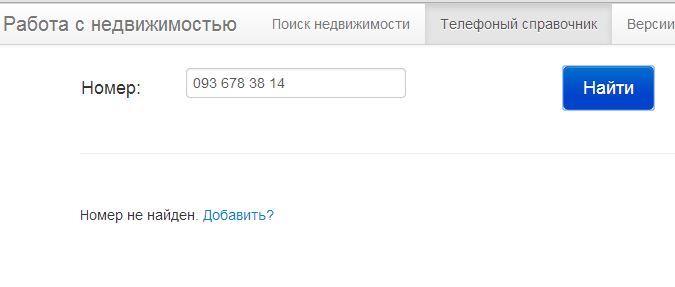 Работа с недвижимостью Поиск недвижимости Телефоный справочник Версии
Номер: 093 678 38 14 Найти
Номер не найден. Добавить?